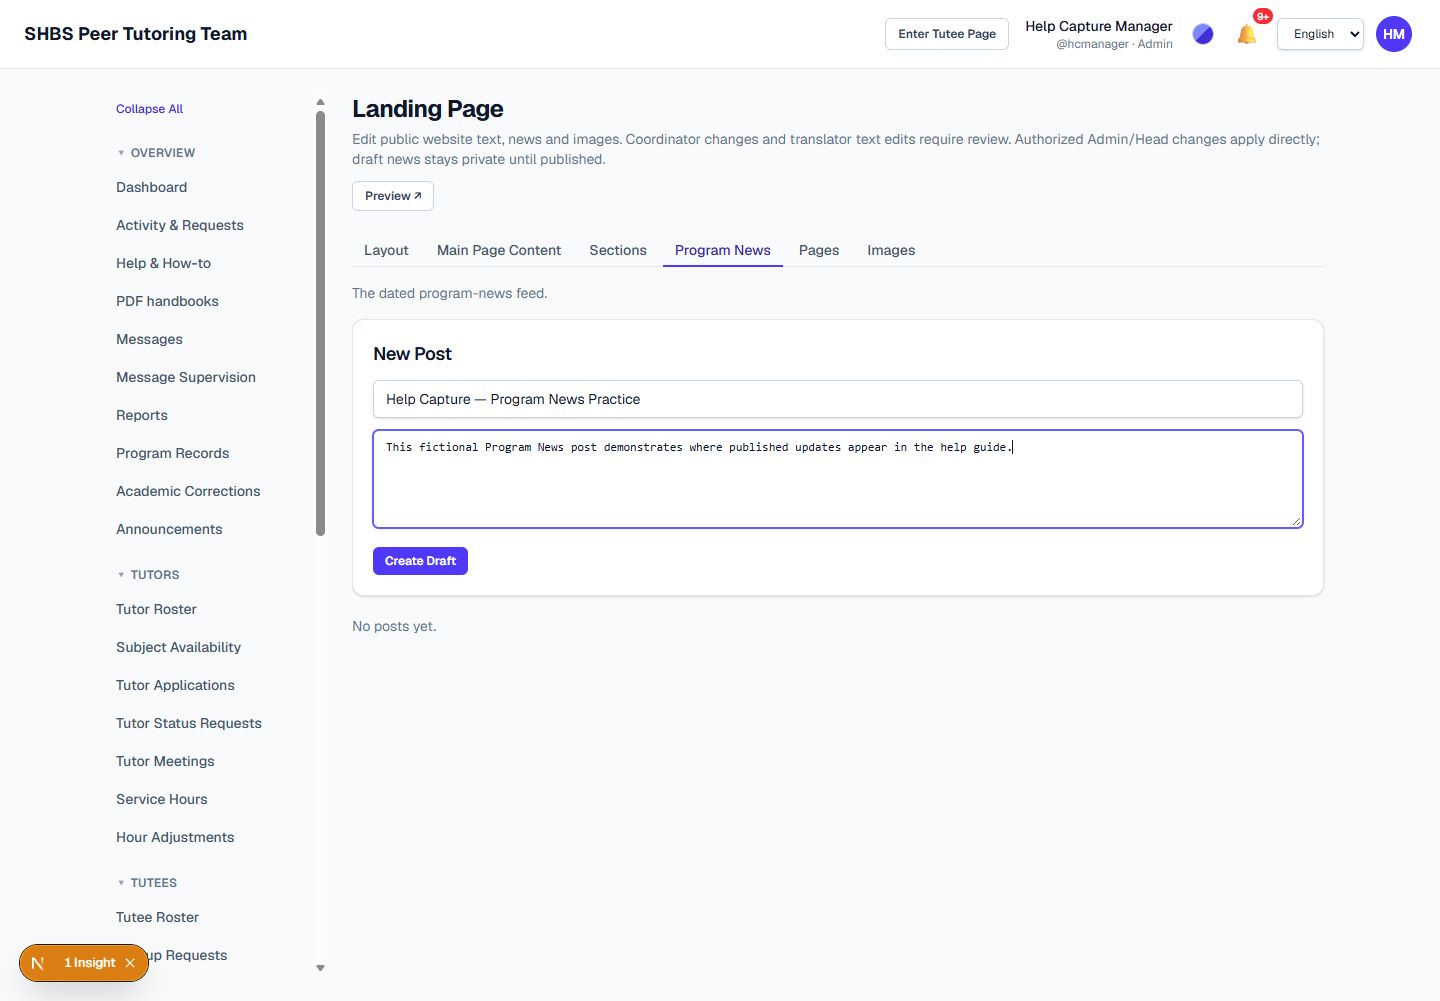 SHBS Peer Tutoring Team
Enter Tutee Page
Help Capture Manager
@hcmanager · Admin
9+
English
HM
Collapse All
OVERVIEW
Dashboard
Activity & Requests
Help & How-to
PDF handbooks
Messages
Message Supervision
Reports
Program Records
Academic Corrections
Announcements
TUTORS
Tutor Roster
Subject Availability
Tutor Applications
Tutor Status Requests
Tutor Meetings
Service Hours
Hour Adjustments
TUTEES
Tutee Roster
up Requests
N
1 Insight
Landing Page
Edit public website text, news and images. Coordinator changes and translator text edits require review. Authorized Admin/Head changes apply directly;
draft news stays private until published.
Preview ↗
Layout Main Page Content Sections Program News Pages Images
The dated program-news feed.
New Post
Help Capture — Program News Practice
This fictional Program News post demonstrates where published updates appear in the help guide.
Create Draft
No posts yet.